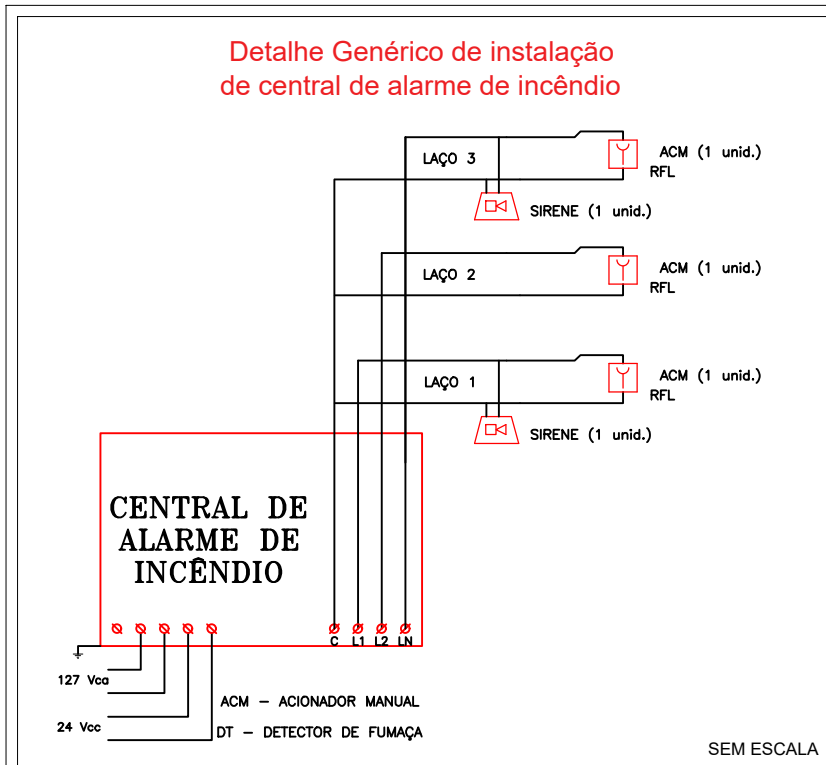 Detalhe Genérico de instalação
de central de alarme de incêndio
LAÇO 3
ACM (1 unid.)
RFL
SIRENE (1 unid.)
LAÇO 2
ACM (1 unid.)
RFL
LAÇO 1
ACM (1 unid.)
RFL
SIRENE (1 unid.)
CENTRAL DE
ALARME DE
INCÊNDIO
C L1 L2 LN
127 Vca
ACM – ACIONADOR MANUAL
24 Vcc
DT – DETECTOR DE FUMAÇA
SEM ESCALA